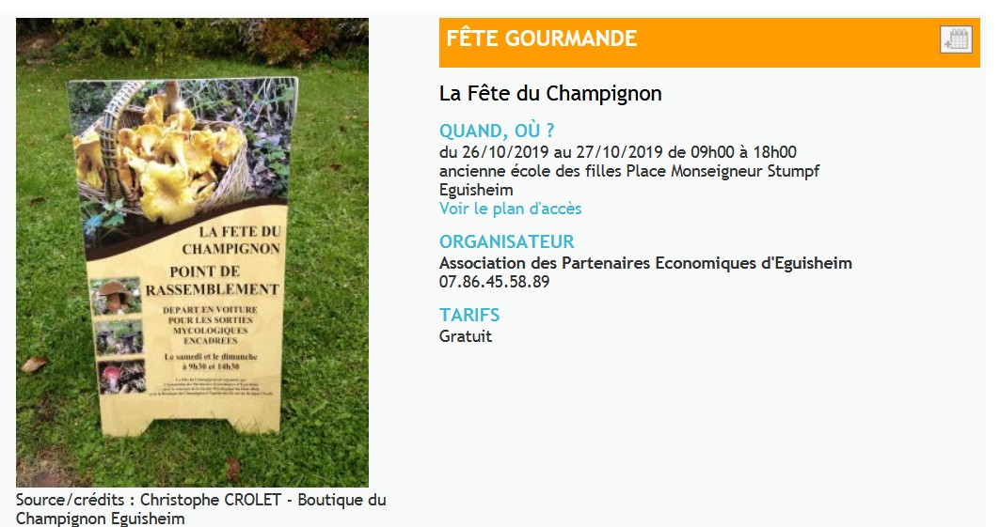 FÊTE GOURMANDE
La Fête du Champignon
QUAND, OÙ ?
du 26/10/2019 au 27/10/2019 de 09h00 à 18h00
ancienne école des filles Place Monseigneur Stumpf
Eguisheim
Voir le plan d'accès
ORGANISATEUR
Association des Partenaires Economiques d'Eguisheim
07.86.45.58.89
TARIFS
Gratuit
LA FETE DU
CHAMPIGNON
POINT DE
RASSEMBLEMENT
DEPART EN VOITURE
POUR LES SORTIES
MYCOLOGIQUES
ENCADREES
Le samedi et le dimanche
à 9h30 et 14h30
Source/crédits : Christophe CROLET - Boutique du
Champignon Eguisheim